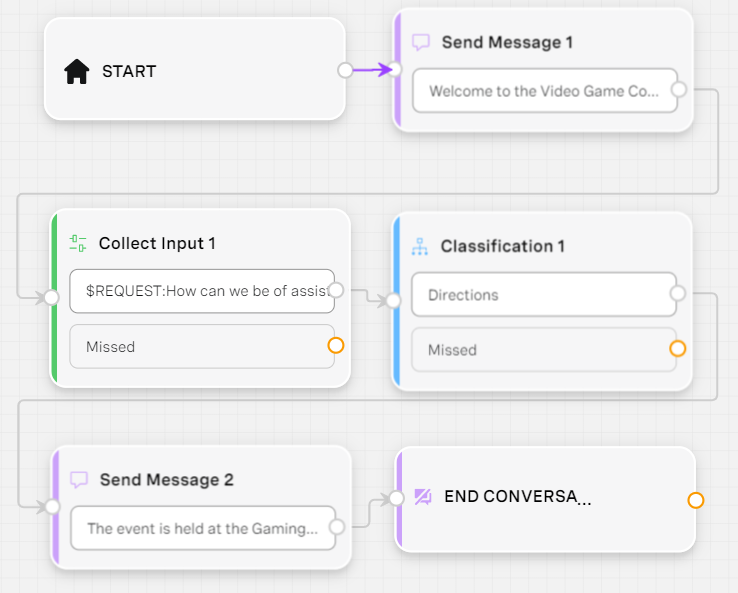 START
Send Message 1
Welcome to the Video Game Co...
Collect Input 1
$REQUEST:How can we be of assis
Missed
Classification 1
Directions
Missed
Send Message 2
The event is held at the Gaming...
END CONVERSA...